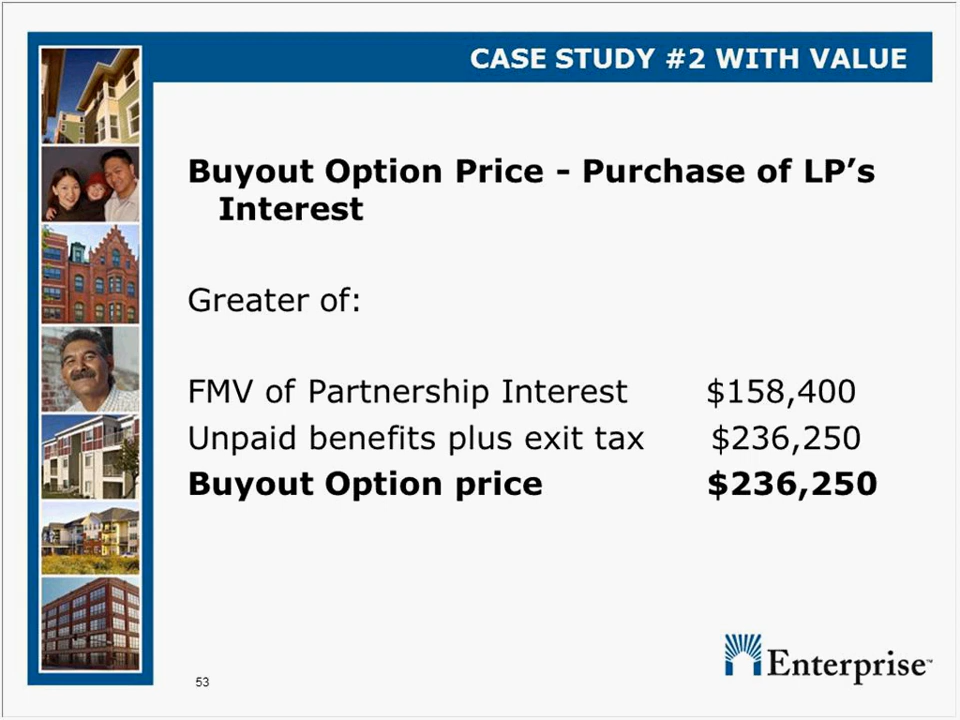 CASE STUDY #2 WITH VALUE
Buyout Option Price - Purchase of LP’s
Interest
Greater of:
FMV of Partnership Interest $158,400
Unpaid benefits plus exit tax $236,250
Buyout Option price $236,250
Enterprise™
53